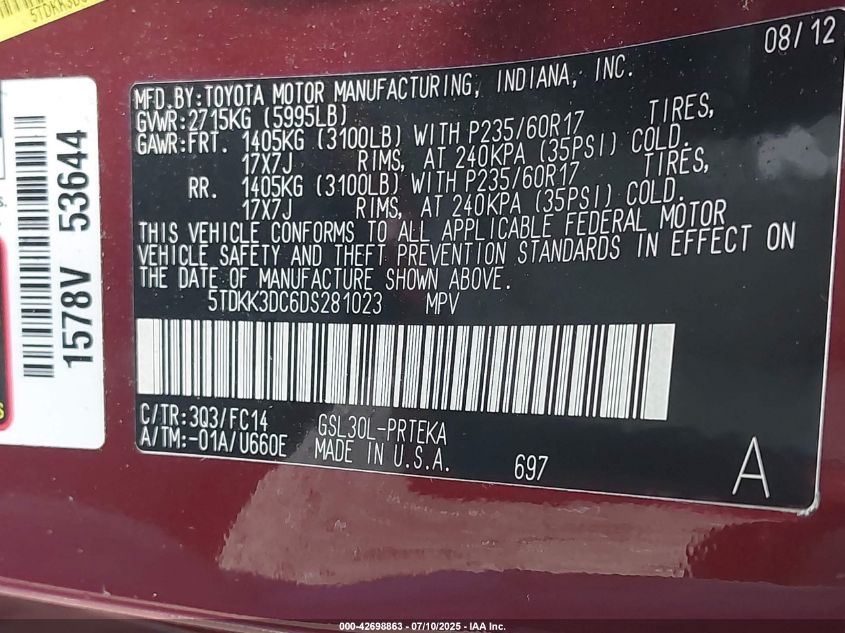 5TDKK3DC
08/12
MFD.BY:TOYOTA MOTOR MANUFACTURING, INDIANA, INC.
GVWR:2715KG (5995LB)
GAWR:FRT. 1405KG (3100LB) WITH P235/60R17 TIRES,
17X7J RIMS, AT 240KPA (35PSI) COLD.
RR. 1405KG (3100LB) WITH P235/60R17 TIRES,
17X7J RIMS, AT 240KPA (35PSI) COLD.
THIS VEHICLE CONFORMS TO ALL APPLICABLE FEDERAL MOTOR
VEHICLE SAFETY AND THEFT PREVENTION STANDARDS IN EFFECT ON
THE DATE OF MANUFACTURE SHOWN ABOVE.
5TDKK3DC6DS281023 MPV
C/TR:3Q3/FC14 GSL30L-PRTEKA
A/TM:-01A/U660E MADE IN U.S.A.
697
A
1578V 53644
000-42698863 - 07/10/2025 - IAA Inc.